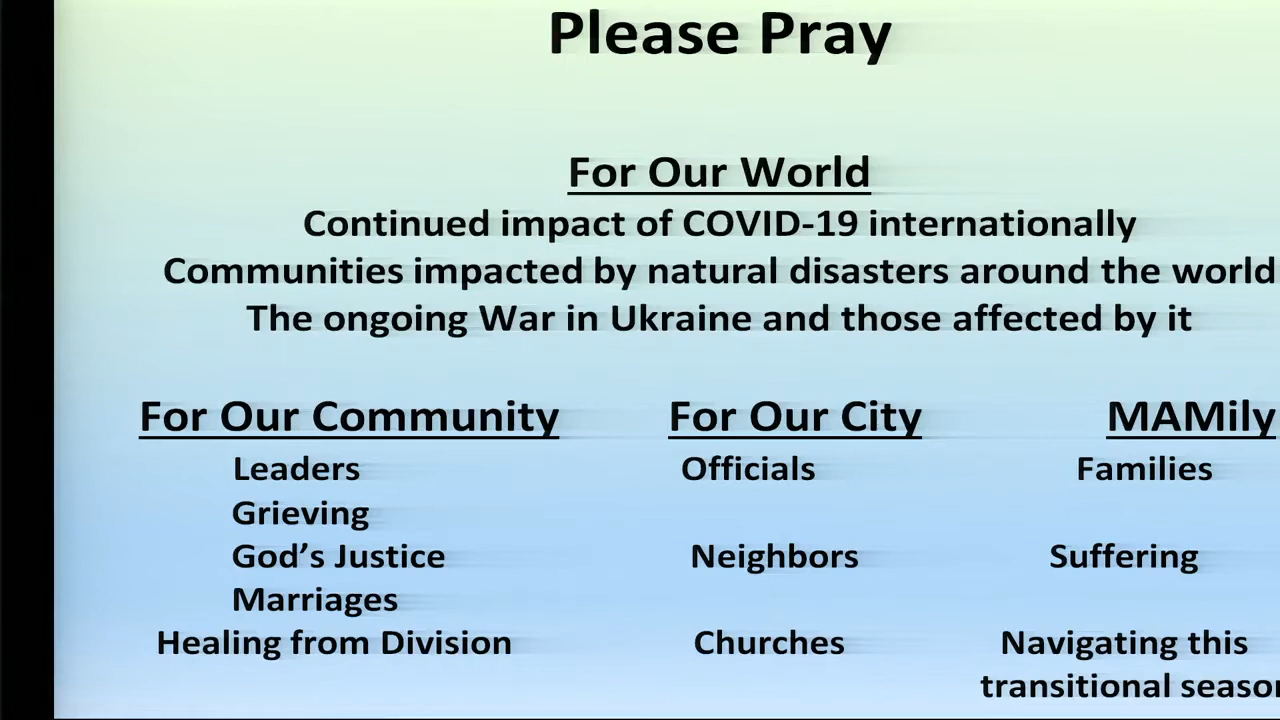 Please Pray
For Our World
Continued impact of COVID-19 internationally
Communities impacted by natural disasters around the world
The ongoing War in Ukraine and those affected by it
For Our Community
Leaders
Grieving
God's Justice
Marriages
Healing from Division
For Our City
Officials
Neighbors
Churches
MAMily
Families
Suffering
Navigating this
transitional